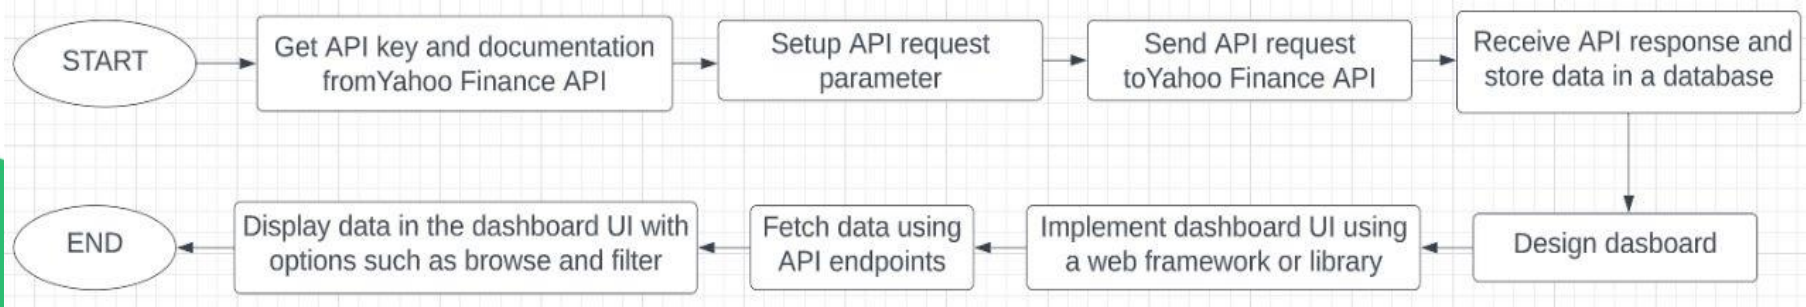 START
Get API key and documentation
fromYahoo Finance API
Setup API request
parameter
Send API request
toYahoo Finance API
Receive API response and
store data in a database
Design dasboard
Implement dashboard UI using
a web framework or library
Fetch data using
API endpoints
Display data in the dashboard UI with
options such as browse and filter
END